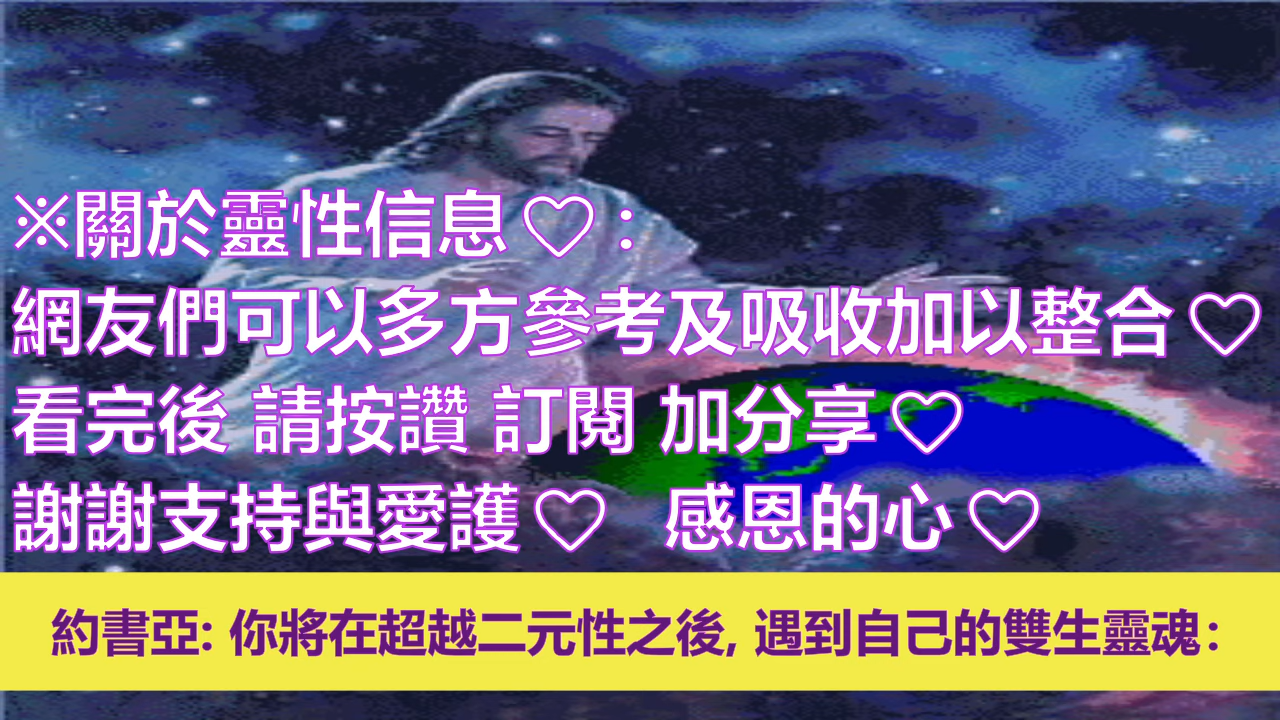 ※關於靈性信息♡:
網友們可以多方參考及吸收加以整合♡
看完後 請按讚 訂閱 加分享♡
謝謝支持與愛護♡ 感恩的心♡
約書亞: 你將在超越二元性之後, 遇到自己的雙生靈魂: